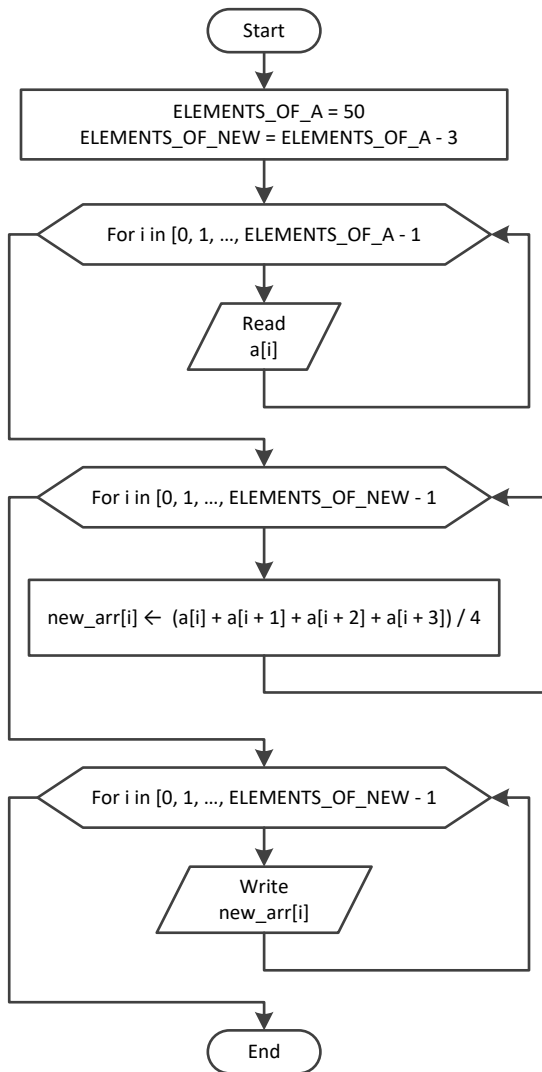 Start
ELEMENTS_OF_A = 50
ELEMENTS_OF_NEW = ELEMENTS_OF_A - 3
For i in [0, 1, …, ELEMENTS_OF_A - 1
Read
a[i]
For i in [0, 1, …, ELEMENTS_OF_NEW - 1
new_arr[i] ← (a[i] + a[i + 1] + a[i + 2] + a[i + 3]) / 4
For i in [0, 1, …, ELEMENTS_OF_NEW - 1
Write
new_arr[i]
End